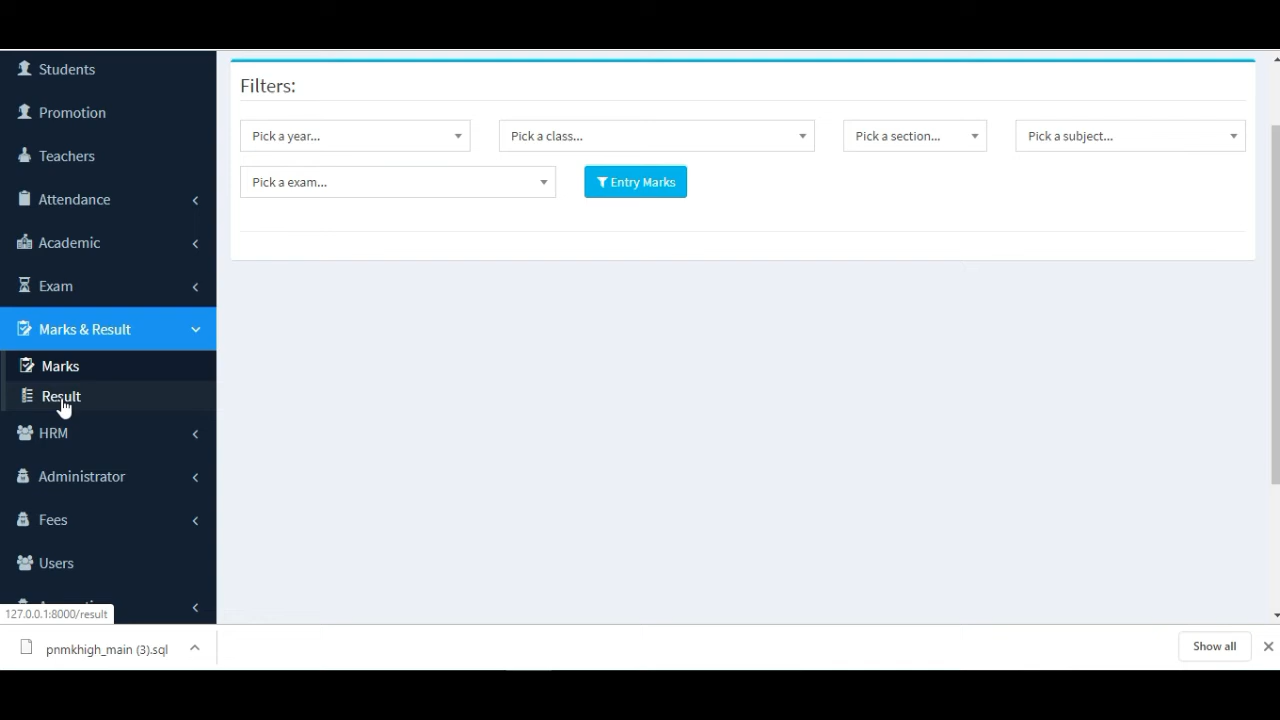 Students
Promotion
Teachers
Attendance
Academic
Exam
Marks & Result
Marks
Result
HRM
Administrator
Fees
Users
127.0.0.1:8000/result
Filters:
Pick a year... Pick a class... Pick a section... Pick a subject...
Pick a exam... Entry Marks
pnmkhigh_main (3).sql Show all